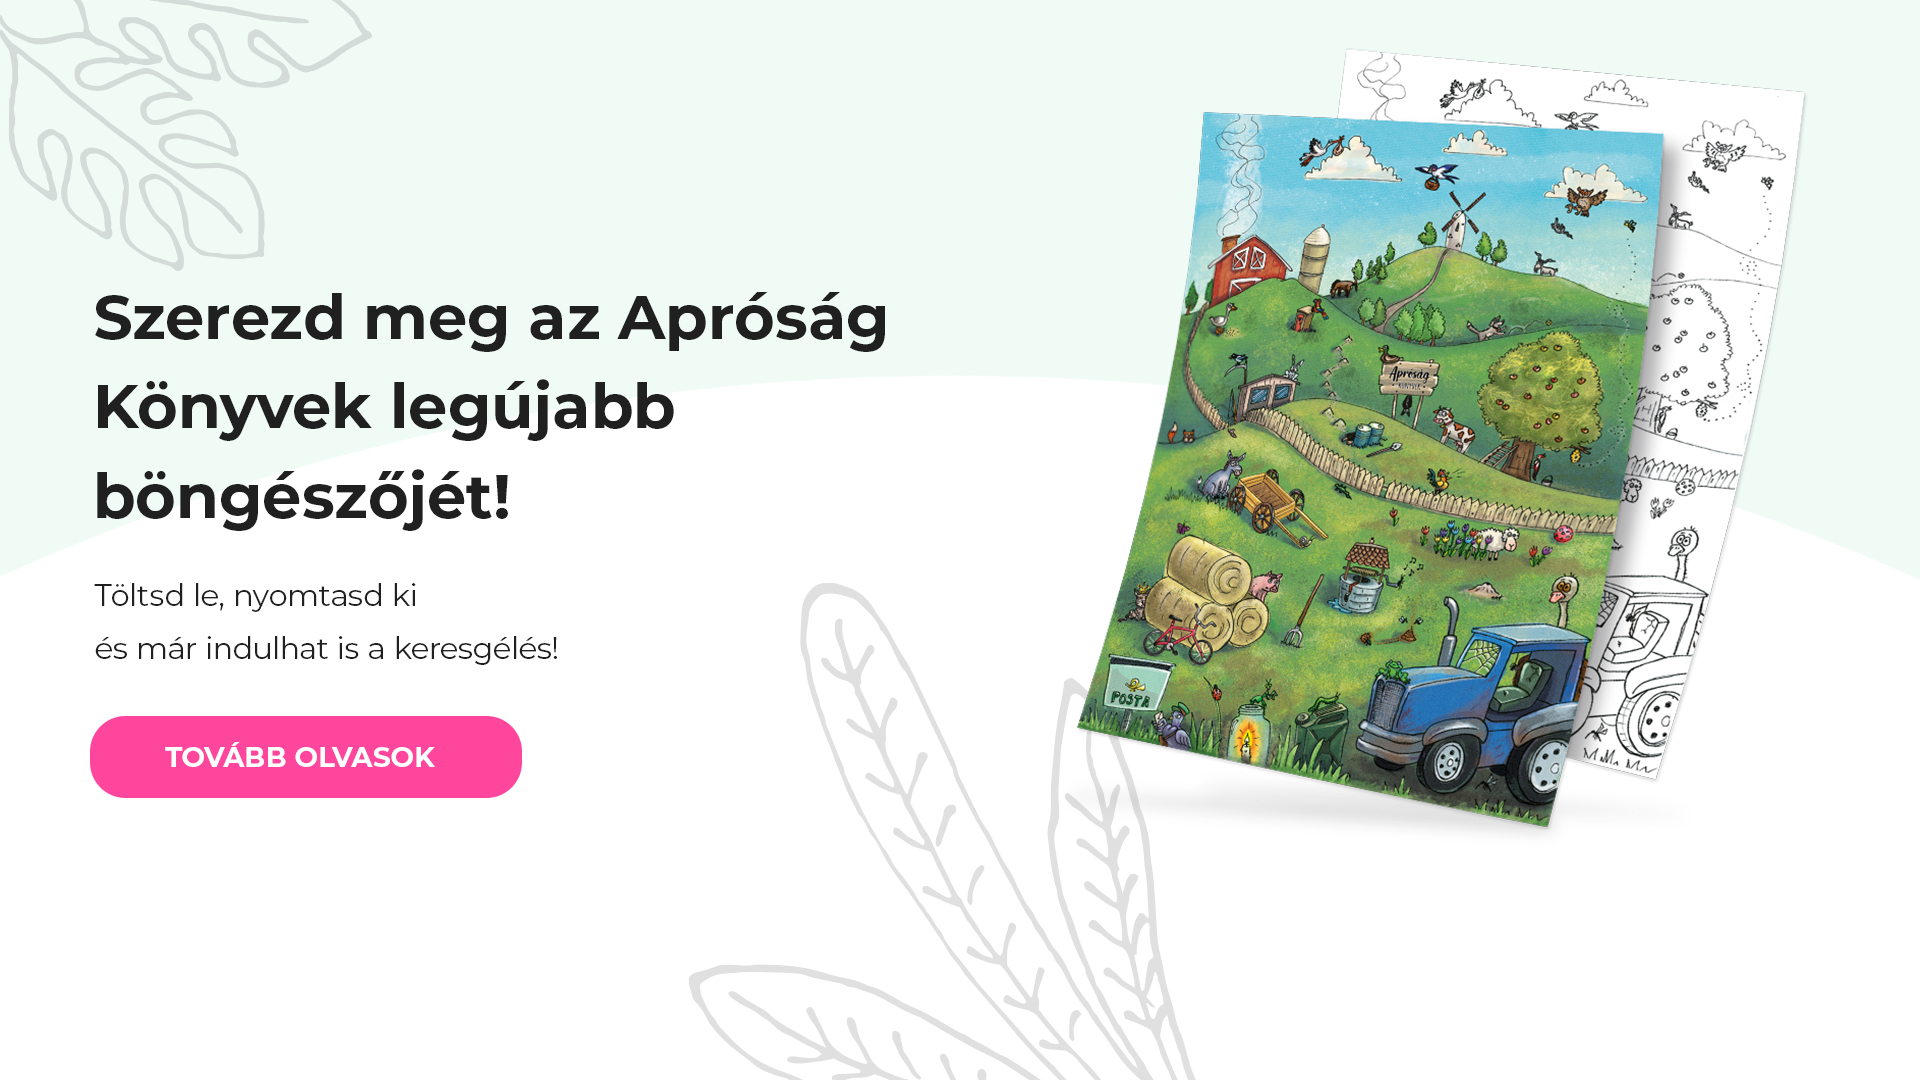 Szerezd meg az Apróság
Könyvek legújabb
böngészőjét!
Töltsd le, nyomtasd ki
és már indulhat is a keresgélés!
TOVÁBB OLVASOK
Apróság
KÖNYVEK
POSTA